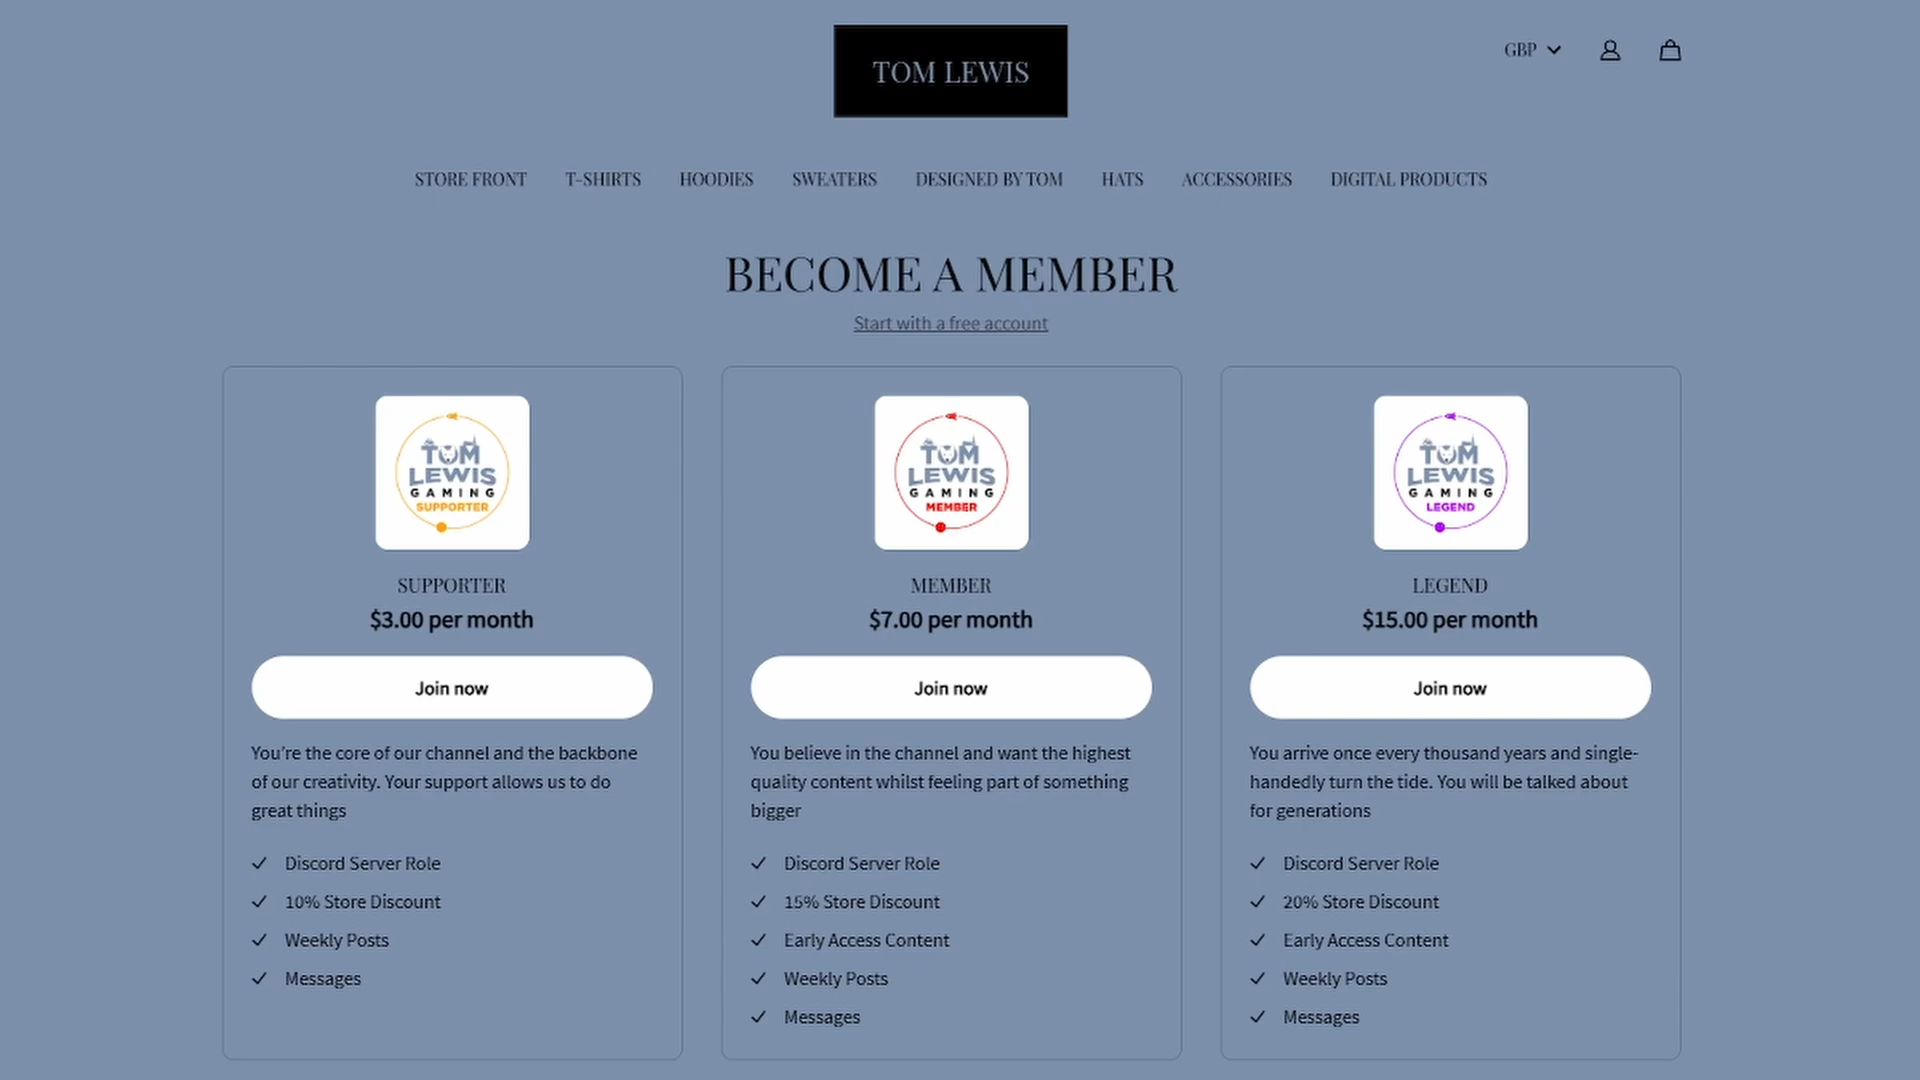 TOM LEWIS
GBP
STORE FRONT T-SHIRTS HOODIES SWEATERS DESIGNED BY TOM HATS ACCESSORIES DIGITAL PRODUCTS
BECOME A MEMBER
Start with a free account
TOM
LEWIS
GAMING
SUPPORTER
SUPPORTER
$3.00 per month
Join now
You're the core of our channel and the backbone
of our creativity. Your support allows us to do
great things
Discord Server Role
10% Store Discount
Weekly Posts
Messages
TOM
LEWIS
GAMING
MEMBER
MEMBER
$7.00 per month
Join now
You believe in the channel and want the highest
quality content whilst feeling part of something
bigger
Discord Server Role
15% Store Discount
Early Access Content
Weekly Posts
Messages
TOM
LEWIS
GAMING
LEGEND
LEGEND
$15.00 per month
Join now
You arrive once every thousand years and single-
handedly turn the tide. You will be talked about
for generations
Discord Server Role
20% Store Discount
Early Access Content
Weekly Posts
Messages